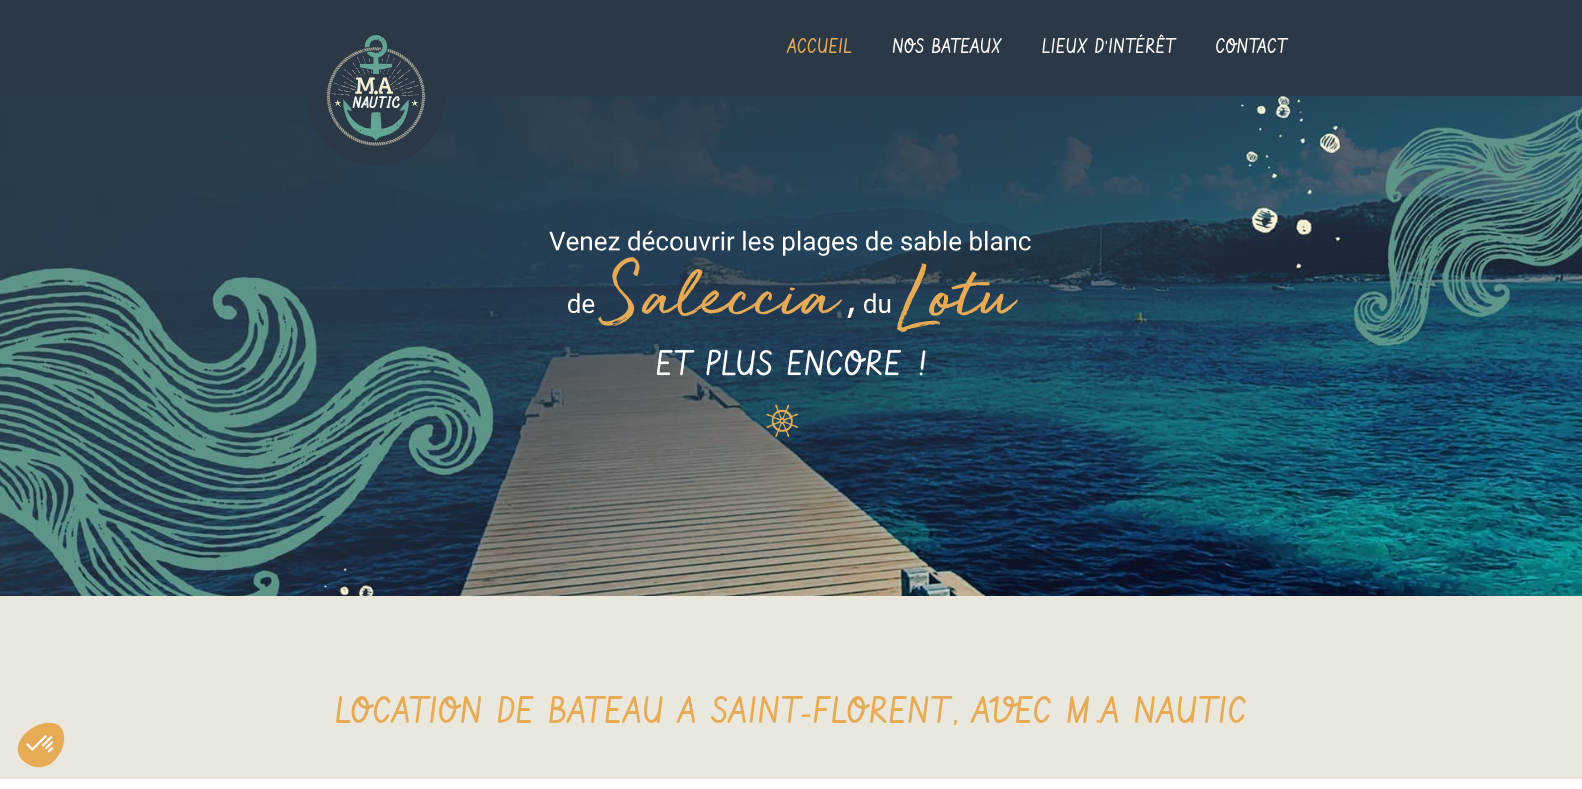 M.A
NAUTIC
ACCUEIL NOS BATEAUX LIEUX D'INTÉRÊT CONTACT
Venez découvrir les plages de sable blanc
de Saleccia, du Lotu
ET PLUS ENCORE !
LOCATION DE BATEAU A SAINT-FLORENT, AVEC M.A NAUTIC